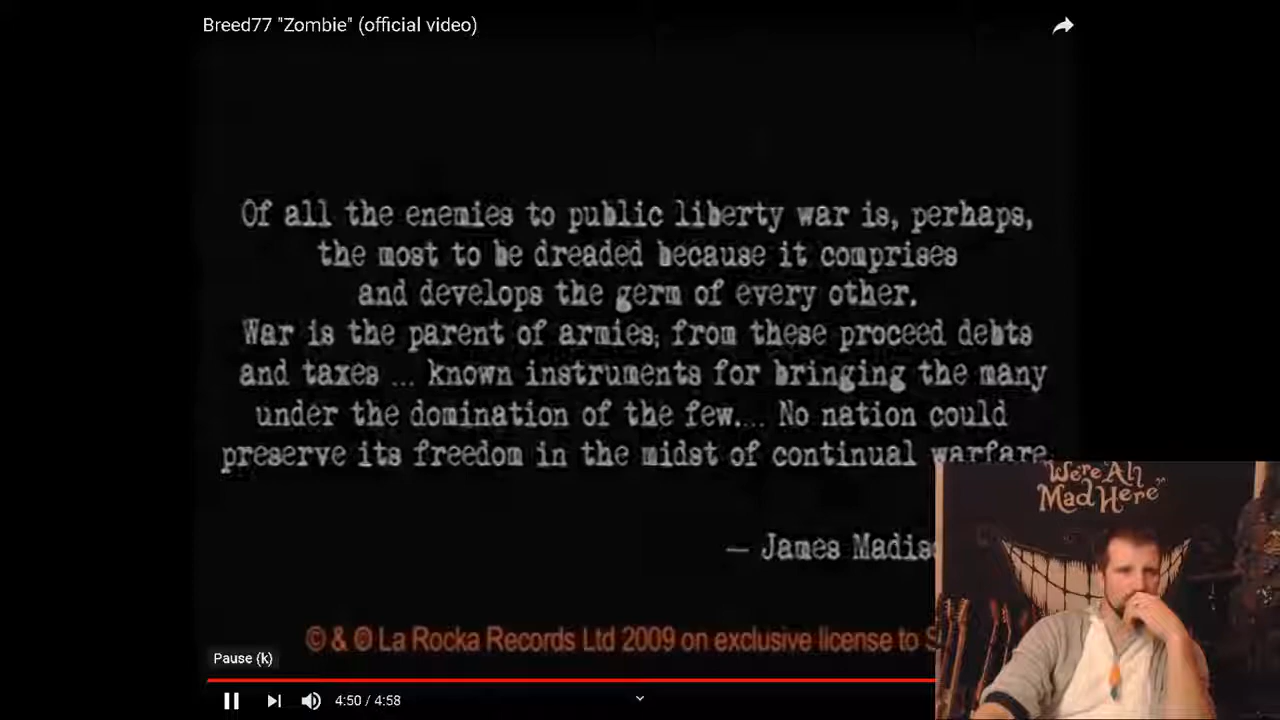 Breed77 "Zombie" (official video)
Of all the enemies to public liberty war is, perhaps,
the most to be dreaded because it comprises
and develops the germ of every other.
War is the parent of armies; from these proceed debts
and taxes ... known instruments for bringing the many
under the domination of the few.... No nation could
preserve its freedom in the midst of continual warfare.
"We're All
Mad Here"
— James Madiso
© & ℗ La Rocka Records Ltd 2009 on exclusive license to S
Pause (k)
4:50 / 4:58